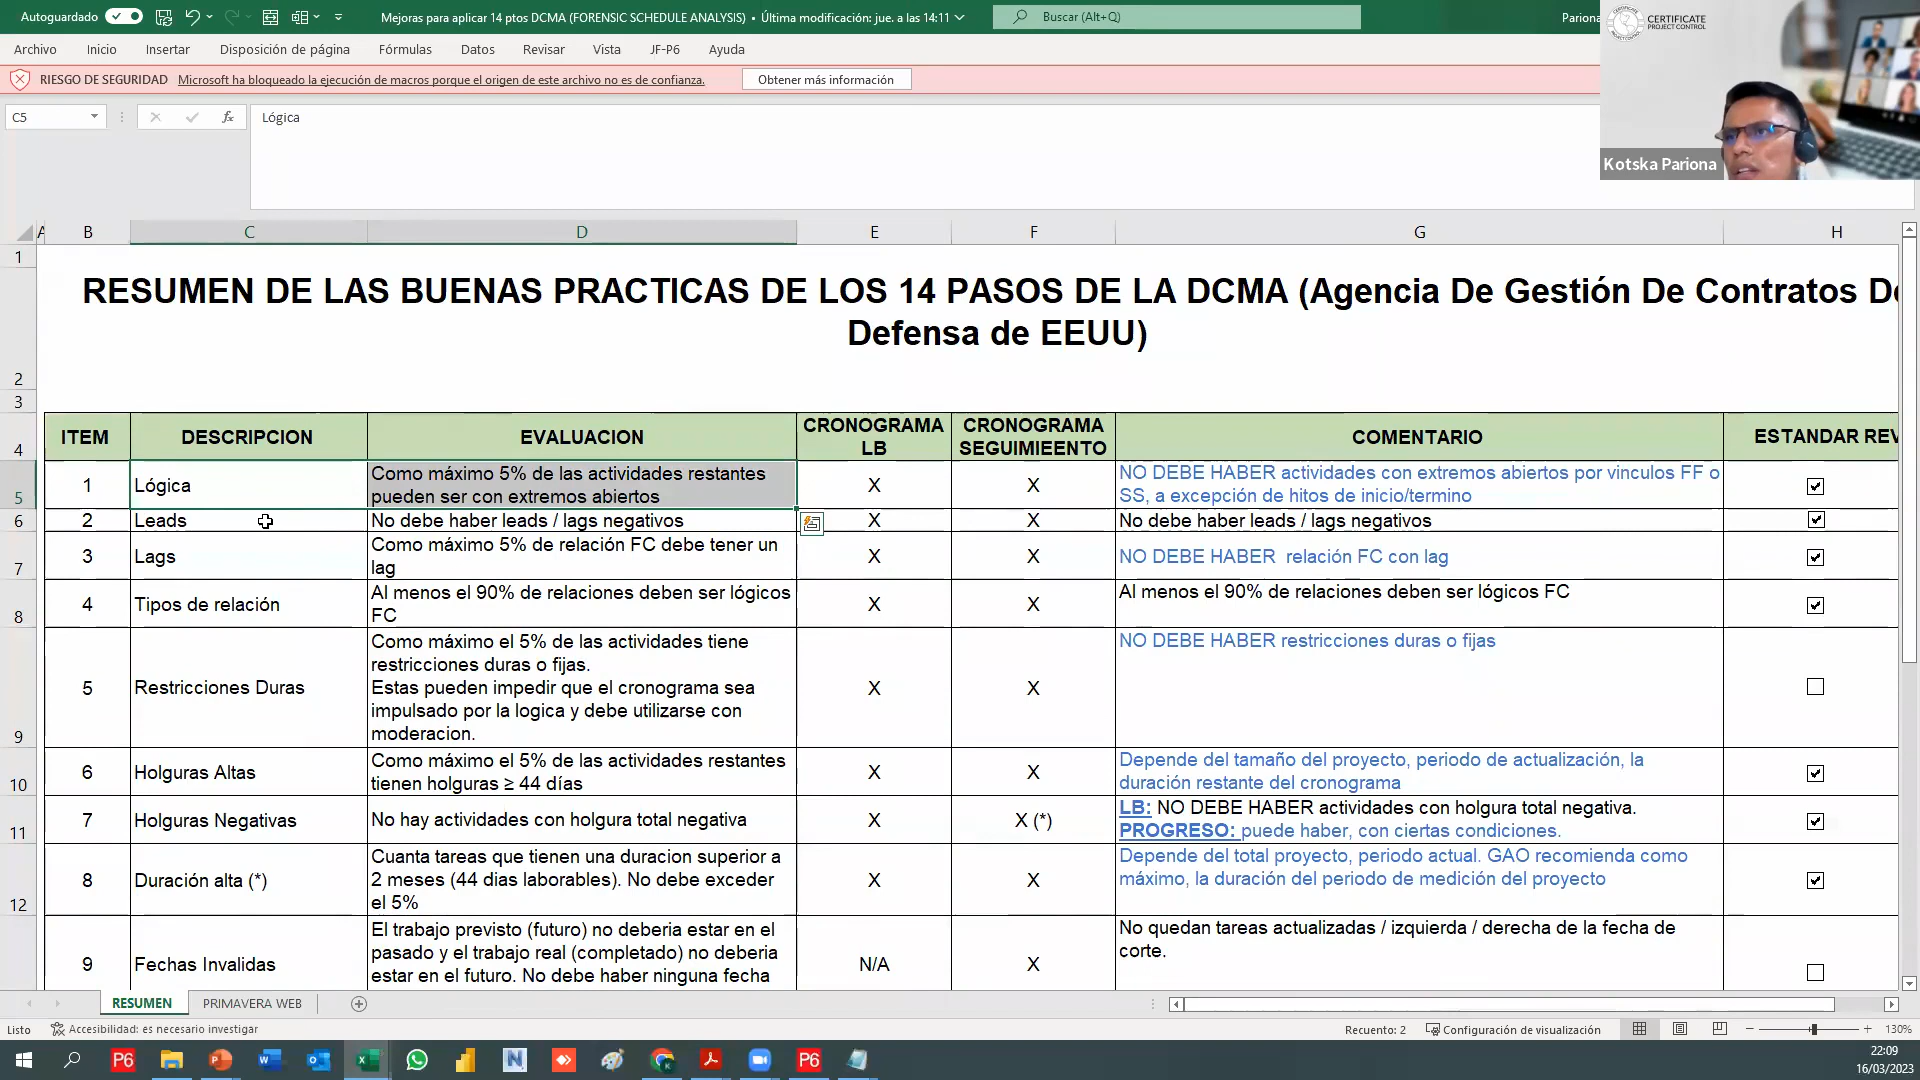 Autoguardado
Mejoras para aplicar 14 ptos DCMA (FORENSIC SCHEDULE ANALYSIS) • Última modificación: jue. a las 14:11
Buscar (Alt+Q)
Pariona
CERTIFICATE
PROJECT CONTROL
Archivo Inicio Insertar Disposición de página Fórmulas Datos Revisar Vista JF-P6 Ayuda
RIESGO DE SEGURIDAD Microsoft ha bloqueado la ejecución de macros porque el origen de este archivo no es de confianza. Obtener más información
C5 fx Lógica
Kotska Pariona
A B C D E F G H
1
RESUMEN DE LAS BUENAS PRACTICAS DE LOS 14 PASOS DE LA DCMA (Agencia De Gestión De Contratos De
Defensa de EEUU)
2
3
4
ITEM DESCRIPCION EVALUACION CRONOGRAMA LB CRONOGRAMA SEGUIMIEENTO COMENTARIO ESTANDAR REV
5
1 Lógica Como máximo 5% de las actividades restantes
pueden ser con extremos abiertos X X NO DEBE HABER actividades con extremos abiertos por vinculos FF o
SS, a excepción de hitos de inicio/termino
6
2 Leads No debe haber leads / lags negativos X X No debe haber leads / lags negativos
7
3 Lags Como máximo 5% de relación FC debe tener un
lag X X NO DEBE HABER relación FC con lag
8
4 Tipos de relación Al menos el 90% de relaciones deben ser lógicos
FC X X Al menos el 90% de relaciones deben ser lógicos FC
9
5 Restricciones Duras Como máximo el 5% de las actividades tiene
restricciones duras o fijas.
Estas pueden impedir que el cronograma sea
impulsado por la logica y debe utilizarse con
moderacion. X X NO DEBE HABER restricciones duras o fijas
10
6 Holguras Altas Como máximo el 5% de las actividades restantes
tienen holguras ≥ 44 días X X Depende del tamaño del proyecto, periodo de actualización, la
duración restante del cronograma
11
7 Holguras Negativas No hay actividades con holgura total negativa X X (*) LB: NO DEBE HABER actividades con holgura total negativa.
PROGRESO: puede haber, con ciertas condiciones.
12
8 Duración alta (*) Cuanta tareas que tienen una duracion superior a
2 meses (44 dias laborables). No debe exceder
el 5% X X Depende del total proyecto, periodo actual. GAO recomienda como
máximo, la duración del periodo de medición del proyecto
9 Fechas Invalidas El trabajo previsto (futuro) no deberia estar en el
pasado y el trabajo real (completado) no deberia
estar en el futuro. No debe haber ninguna fecha N/A X No quedan tareas actualizadas / izquierda / derecha de la fecha de
corte.
RESUMEN PRIMAVERA WEB
Listo Accesibilidad: es necesario investigar Recuento: 2 Configuración de visualización 130%
P6 P6
22:09
16/03/2023